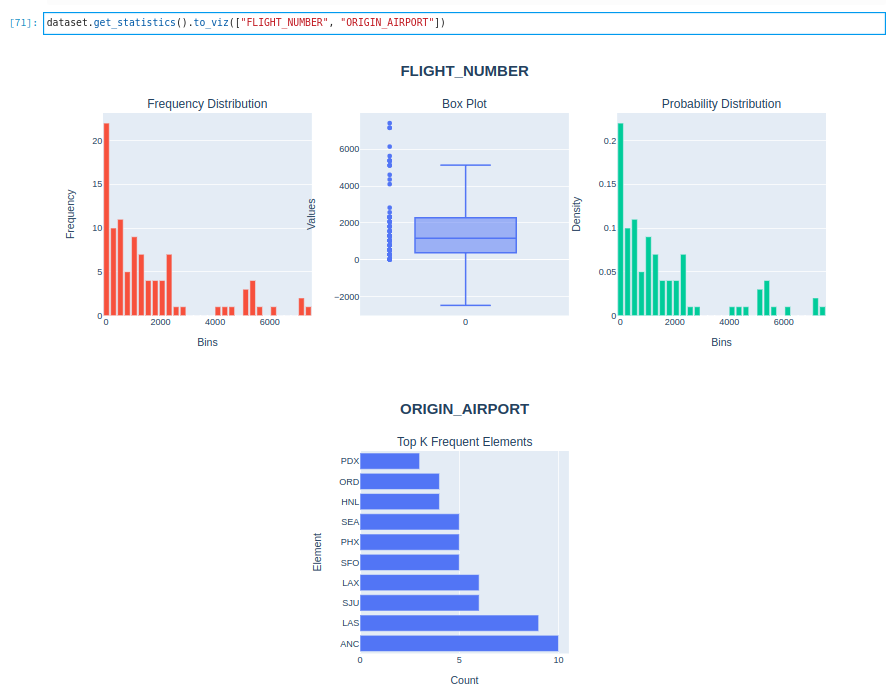 [71]: dataset.get_statistics().to_viz(["FLIGHT_NUMBER", "ORIGIN_AIRPORT"])
FLIGHT_NUMBER
Frequency Distribution
Frequency
20
15
10
5
0
0 2000 4000 6000
Bins
Box Plot
Values
6000
4000
2000
0
−2000
0
Probability Distribution
Density
0.2
0.15
0.1
0.05
0
0 2000 4000 6000
Bins
ORIGIN_AIRPORT
Top K Frequent Elements
Element
PDX
ORD
HNL
SEA
PHX
SFO
LAX
SJU
LAS
ANC
0 5 10
Count